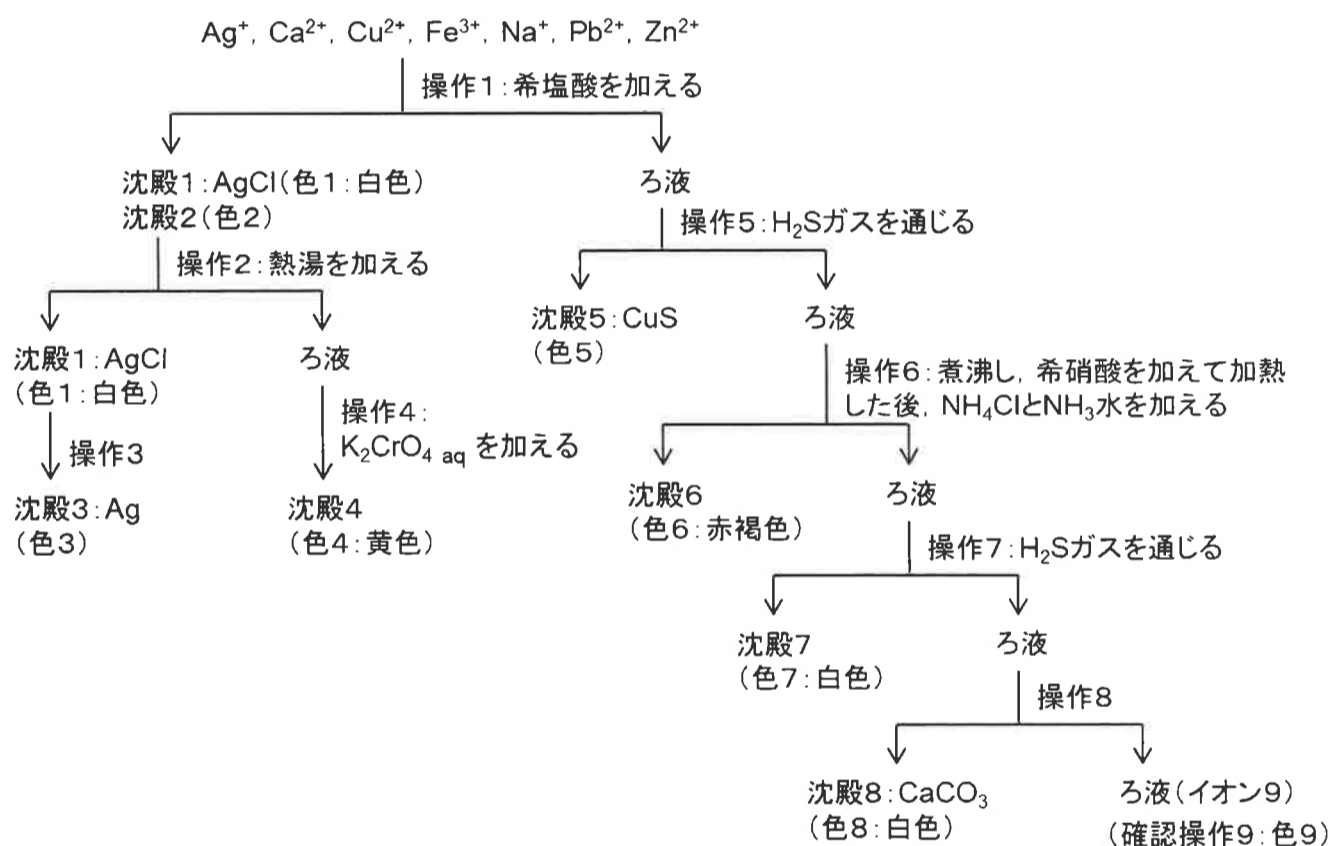 Ag⁺, Ca²⁺, Cu²⁺, Fe³⁺, Na⁺, Pb²⁺, Zn²⁺
操作1:希塩酸を加える
沈殿1:AgCl(色1:白色)
沈殿2(色2)
ろ液
操作2:熱湯を加える
操作5:H₂Sガスを通じる
沈殿1:AgCl
(色1:白色)
ろ液
沈殿5:CuS
(色5)
ろ液
操作3
操作4:
K₂CrO₄ aq を加える
操作6:煮沸し,希硝酸を加えて加熱
した後,NH₄ClとNH₃水を加える
沈殿3:Ag
(色3)
沈殿4
(色4:黄色)
沈殿6
(色6:赤褐色)
ろ液
操作7:H₂Sガスを通じる
沈殿7
(色7:白色)
ろ液
操作8
沈殿8:CaCO₃
(色8:白色)
ろ液(イオン9)
(確認操作9:色9)